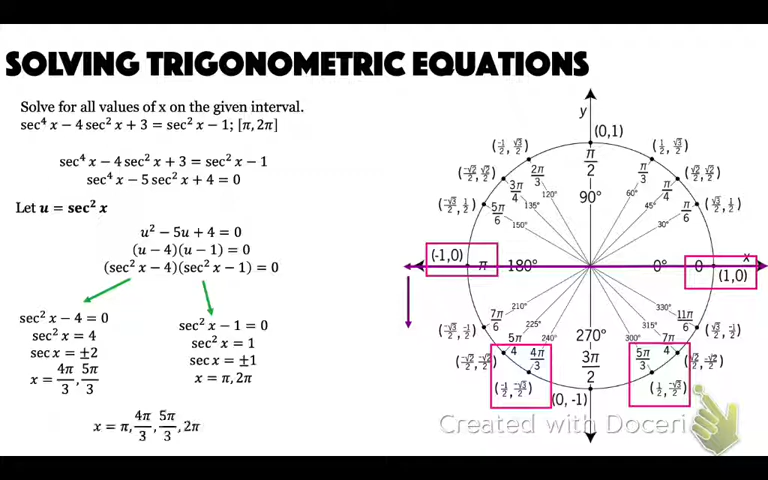 SOLVING TRIGONOMETRIC EQUATIONS
Solve for all values of x on the given interval.
sec⁴ x − 4 sec² x + 3 = sec² x − 1; [π, 2π]
sec⁴ x − 4 sec² x + 3 = sec² x − 1
sec⁴ x − 5 sec² x + 4 = 0
Let u = sec² x
u² − 5u + 4 = 0
(u − 4)(u − 1) = 0
(sec² x − 4)(sec² x − 1) = 0
sec² x − 4 = 0
sec² x = 4
sec x = ±2
x = 4π/3, 5π/3
sec² x − 1 = 0
sec² x = 1
sec x = ±1
x = π, 2π
x = π, 4π/3, 5π/3, 2π
y
(0,1)
(-1/2, √3/2) (1/2, √3/2)
(-√2/2, √2/2) 2π/3 π/2 π/3 (√2/2, √2/2)
3π/4 120° 90° 60° π/4
(-√3/2, 1/2) 5π/6 135° 45° π/6 (√3/2, 1/2)
150° 30°
(-1,0) x
π 180° 0° 0
(1,0)
210° 330°
(-√3/2, -1/2) 7π/6 225° 315° 11π/6 (√3/2, -1/2)
5π/4 240° 270° 300° 7π/4
(-√2/2, -√2/2) 4π/3 3π/2 5π/3 (√2/2, -√2/2)
(-1/2, -√3/2) (1/2, -√3/2)
(0, -1)
Created with Doceri